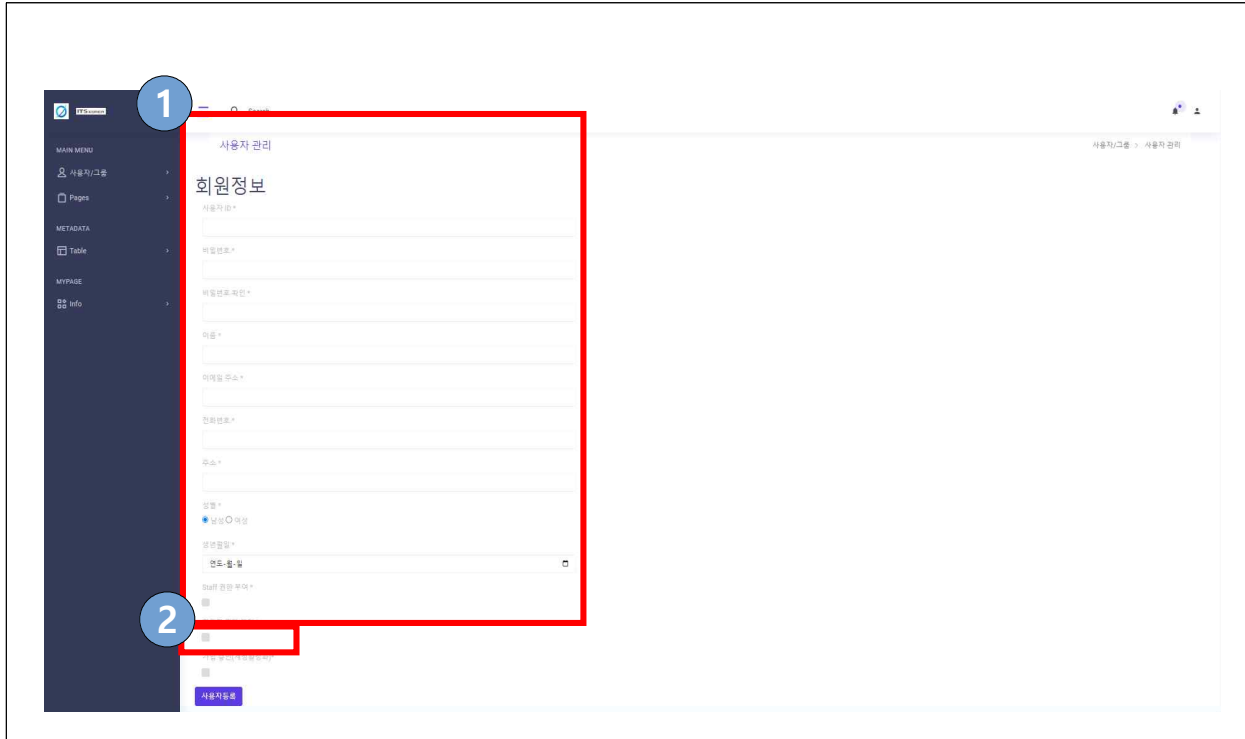 1
사용자 관리
사용자/그룹 > 사용자 관리
MAIN MENU
사용자/그룹
Pages
METADATA
Table
MYPAGE
Info
회원정보
사용자 ID *
비밀번호 *
비밀번호 확인 *
이름 *
이메일 주소 *
전화번호 *
주소 *
성별 *
남성 여성
생년월일 *
연도-월-일
Staff 권한 부여 *
2
사용자등록